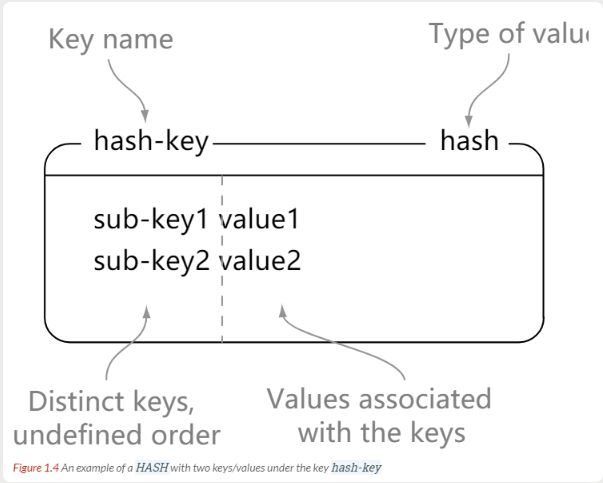 Key name
Type of valu
hash-key
hash
sub-key1 value1
sub-key2 value2
Distinct keys,
undefined order
Values associated
with the keys
Figure 1.4 An example of a HASH with two keys/values under the key hash-key